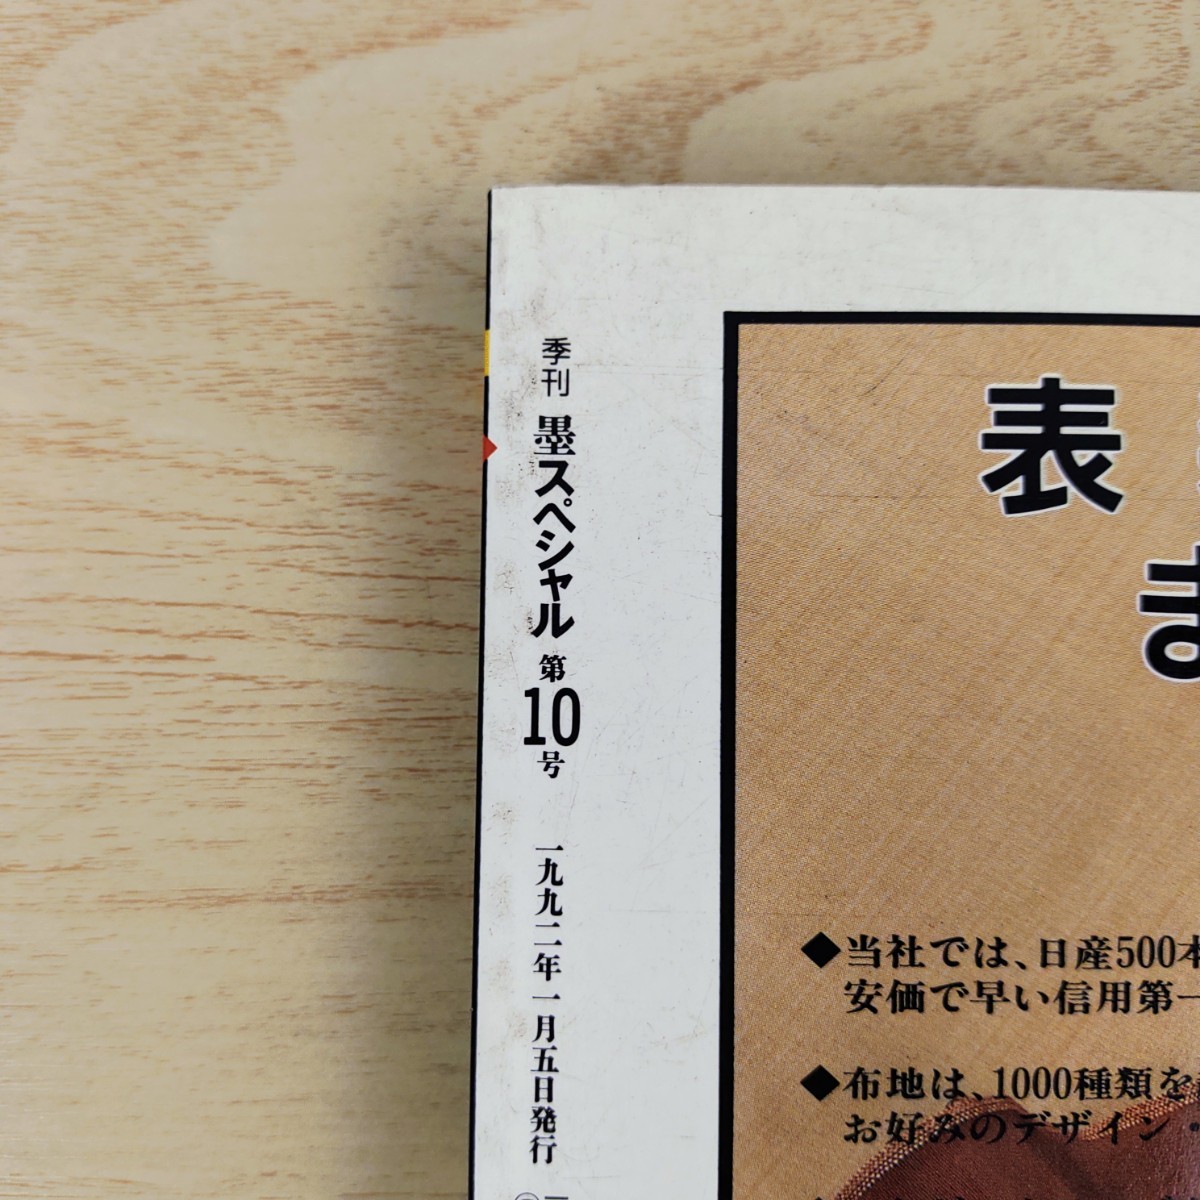 季刊 墨スペシャル 第10号 一九九二年一月五日発行
表
ま
◆当社では、日産500本
安価で早い信用第一
◆布地は、1000種類を
お好みのデザイン・